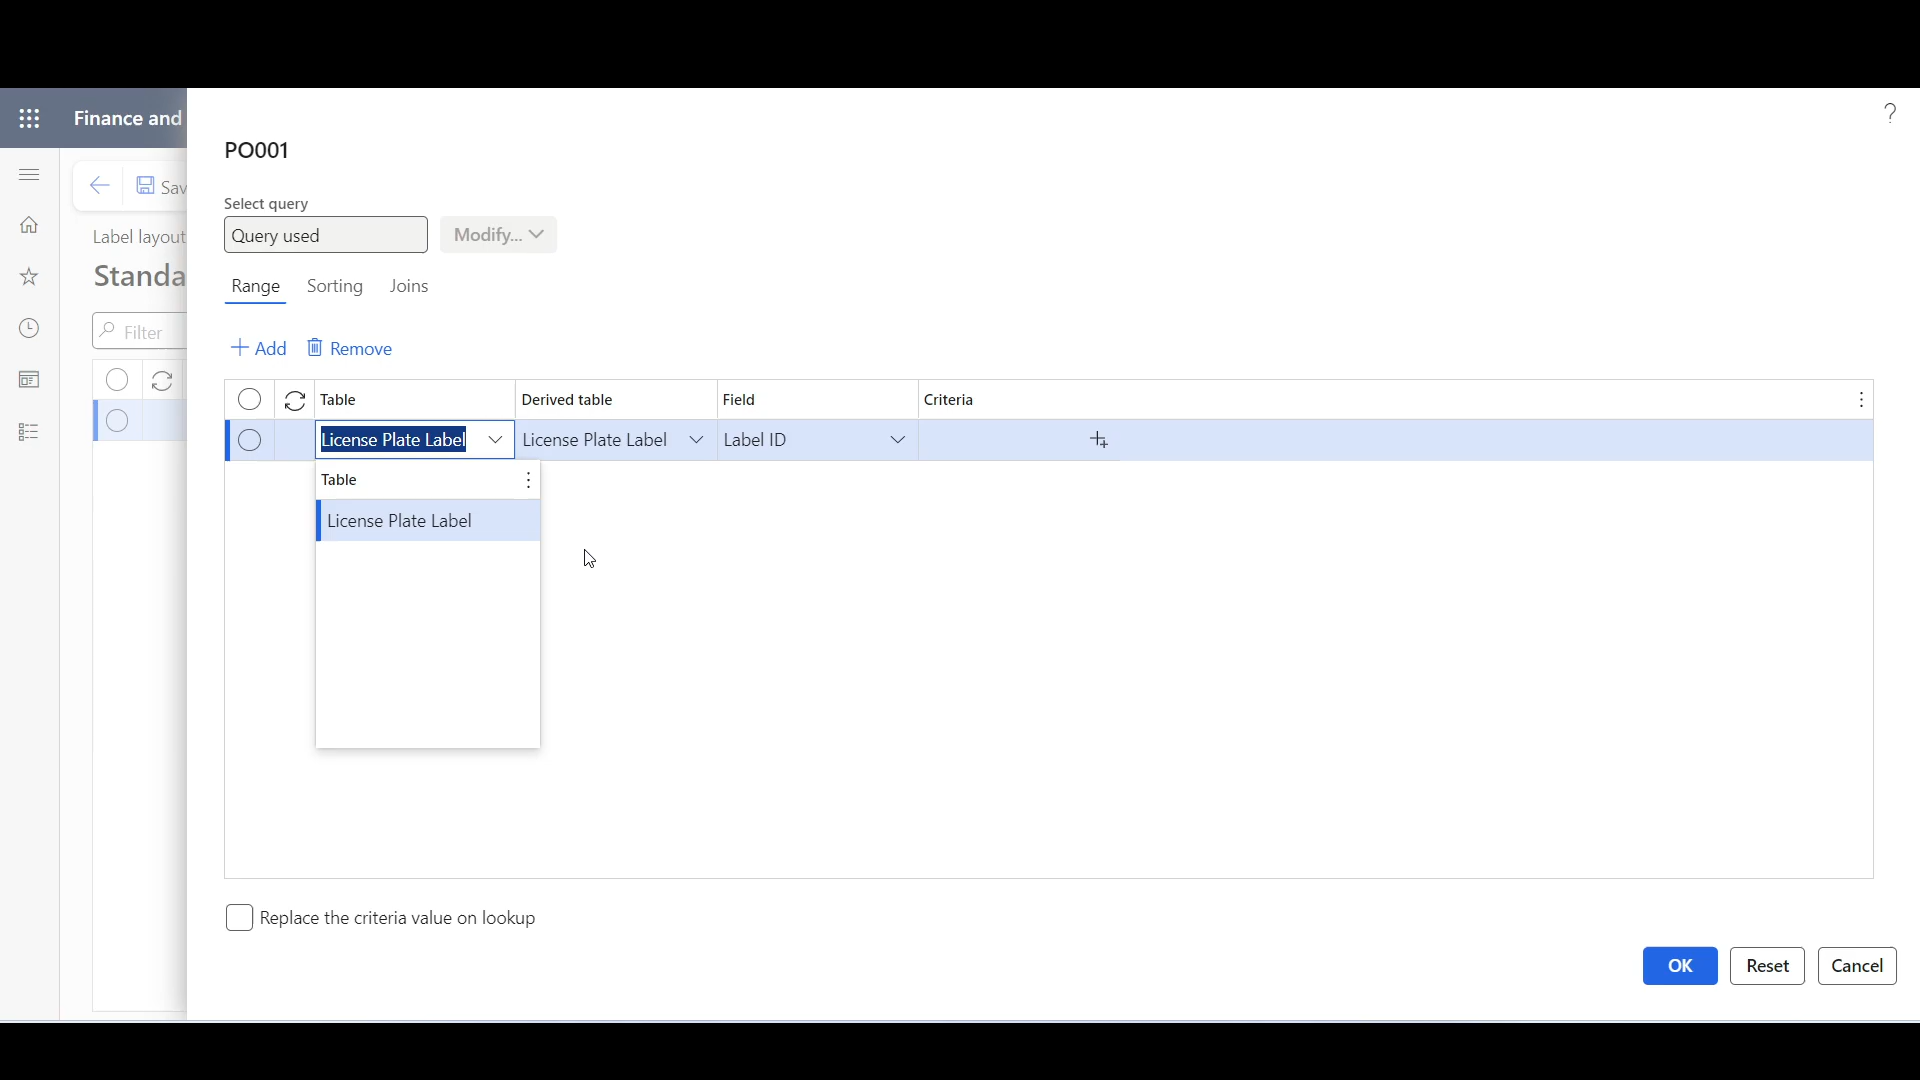 Finance and
PO001
?
Sav
Label layout
Standa
Filter
Select query
Query used
Modify...
Range Sorting Joins
Add Remove
Table Derived table Field Criteria
License Plate Label License Plate Label Label ID
Table
License Plate Label
Replace the criteria value on lookup
OK Reset Cancel